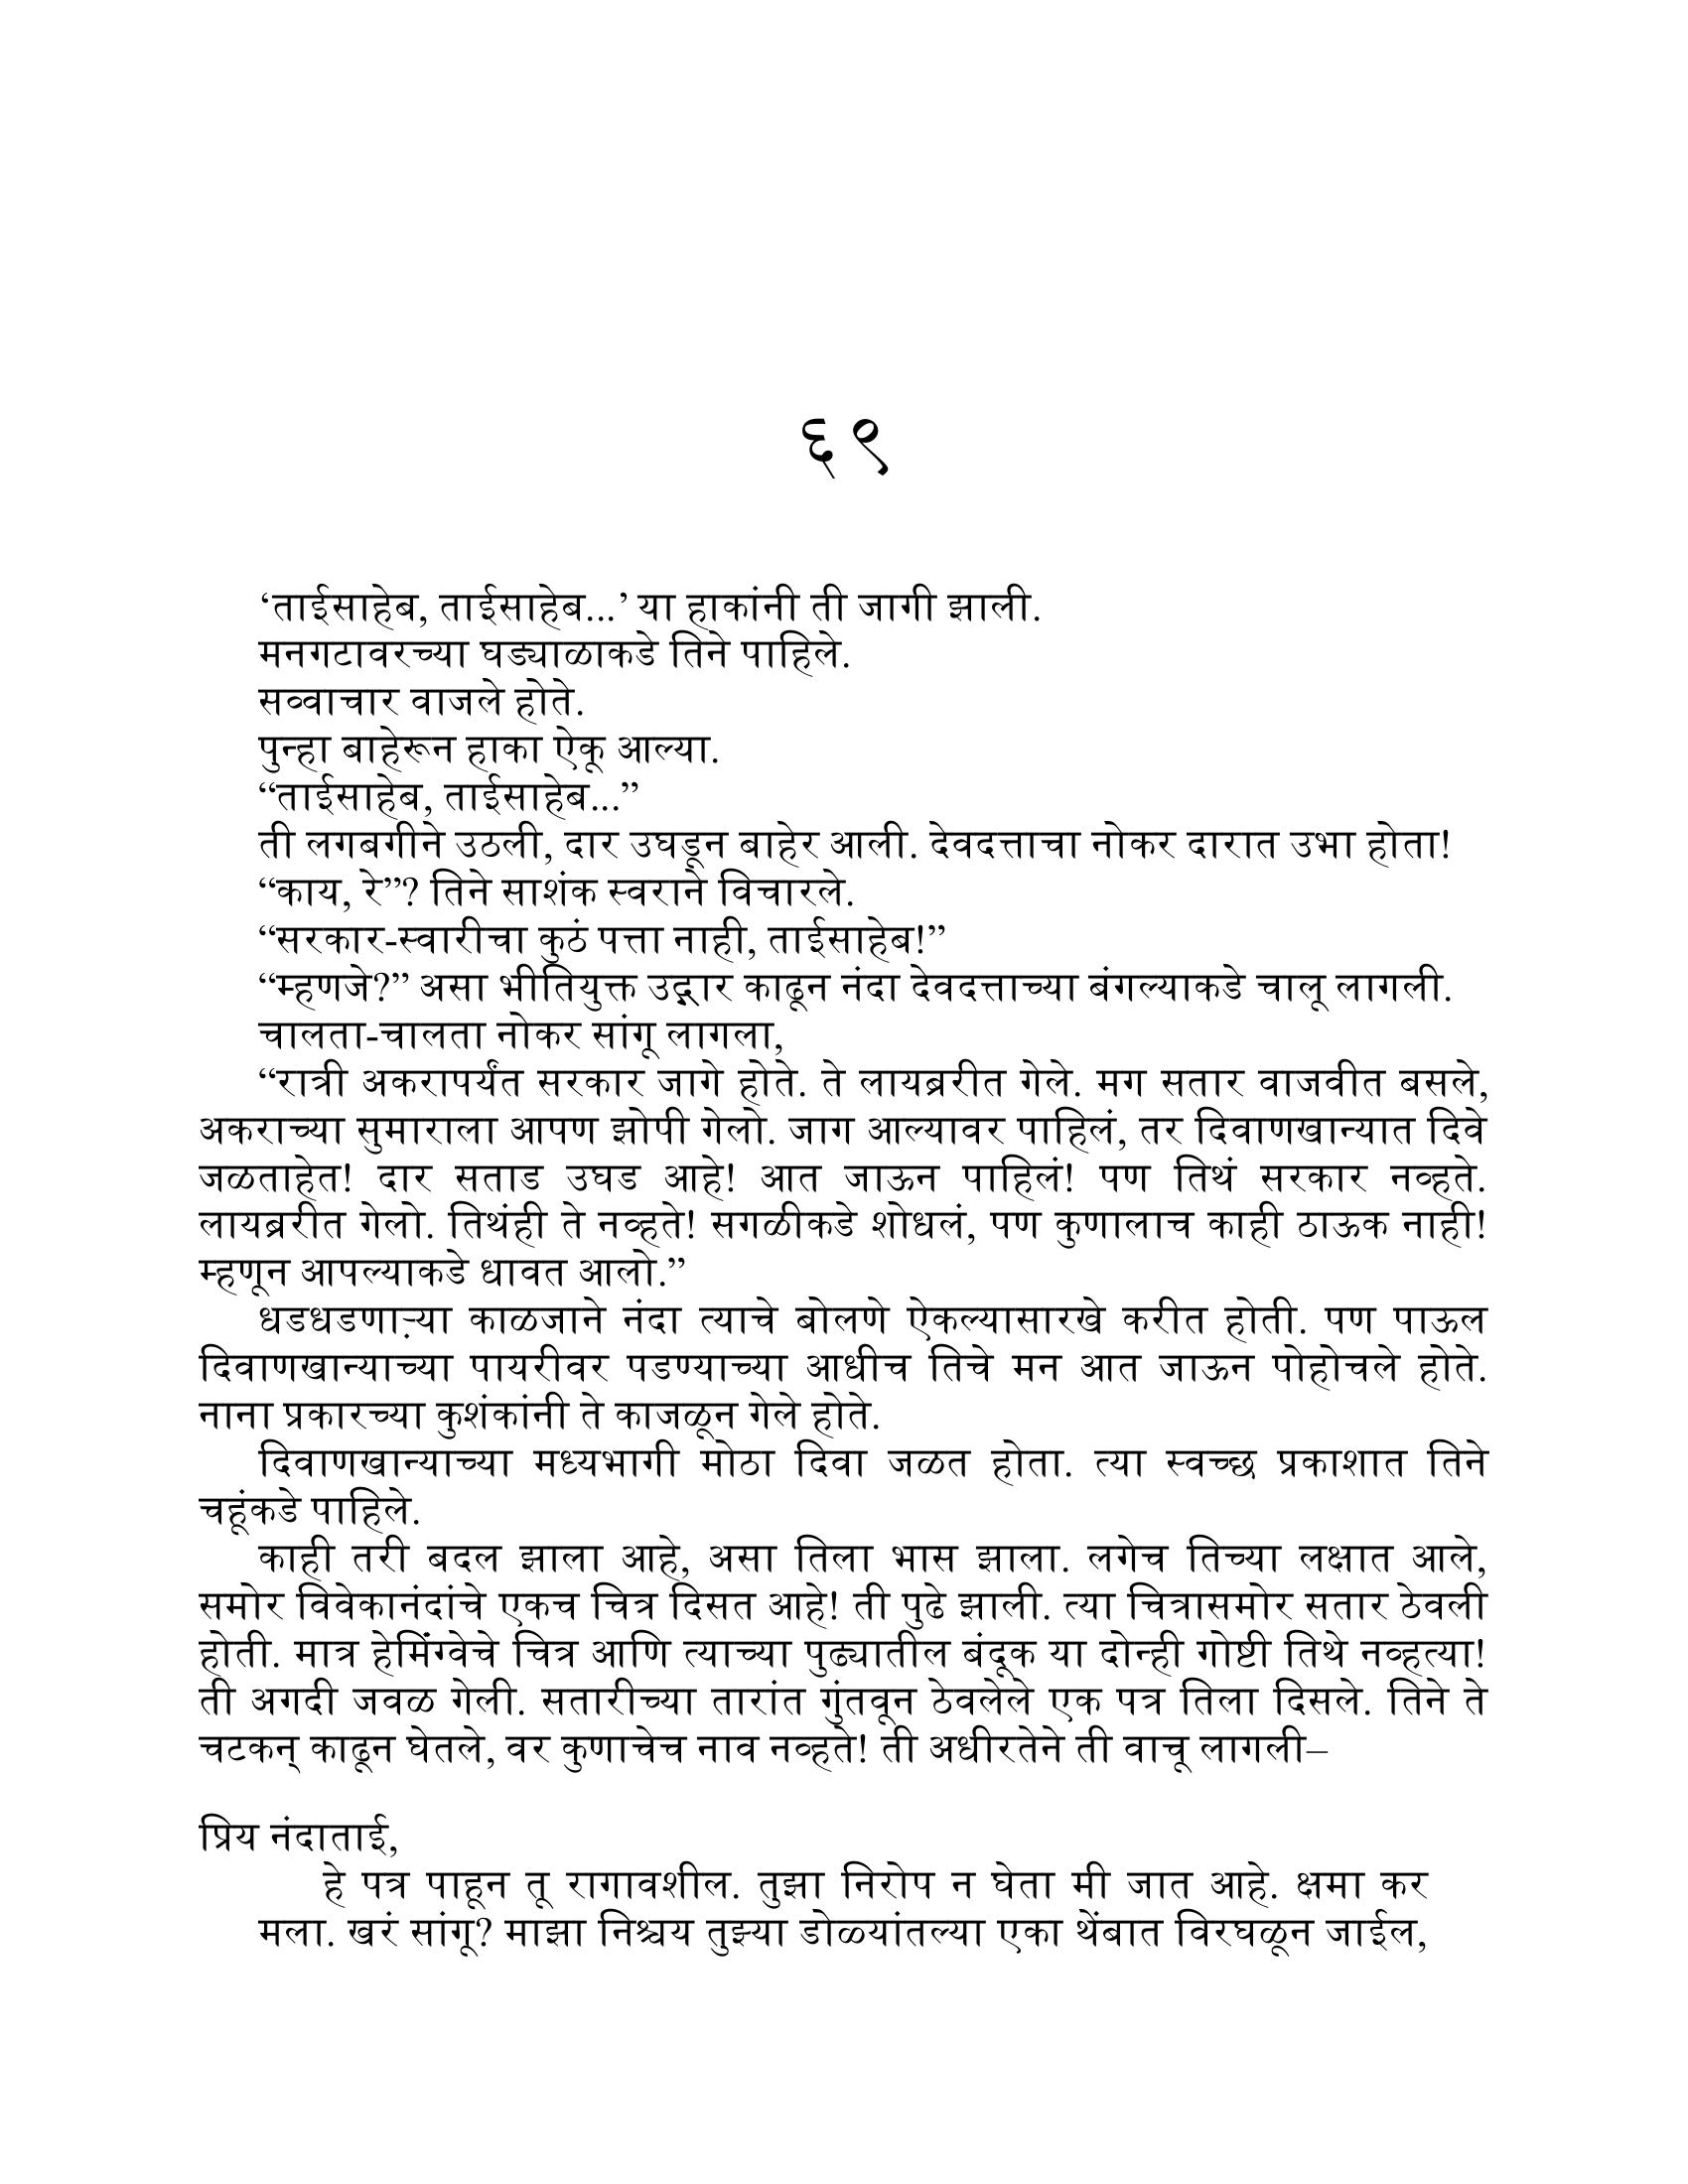 ६९
‘ताईसाहेब, ताईसाहेब...’ या हाकांनी ती जागी झाली.
मनगटावरच्या घड्याळाकडे तिने पाहिले.
सव्वाचार वाजले होते.
पुन्हा बाहेरून हाका ऐकू आल्या.
“ताईसाहेब, ताईसाहेब...”
ती लगबगीने उठली, दार उघडून बाहेर आली. देवदत्ताचा नोकर दारात उभा होता!
“काय, रे”? तिने साशंक स्वराने विचारले.
“सरकार-स्वारीचा कुठं पत्ता नाही, ताईसाहेब!”
“म्हणजे?” असा भीतियुक्त उद्गार काढून नंदा देवदत्ताच्या बंगल्याकडे चालू लागली.
चालता-चालता नोकर सांगू लागला,
“रात्री अकरापर्यंत सरकार जागे होते. ते लायब्ररीत गेले. मग सतार वाजवीत बसले,
अकराच्या सुमाराला आपण झोपी गेलो. जाग आल्यावर पाहिलं, तर दिवाणखान्यात दिवे
जळताहेत! दार सताड उघड आहे! आत जाऊन पाहिलं! पण तिथं सरकार नव्हते.
लायब्ररीत गेलो. तिथंही ते नव्हते! सगळीकडे शोधलं, पण कुणालाच काही ठाऊक नाही!
म्हणून आपल्याकडे धावत आलो.”
धडधडणाऱ्या काळजाने नंदा त्याचे बोलणे ऐकल्यासारखे करीत होती. पण पाऊल
दिवाणखान्याच्या पायरीवर पडण्याच्या आधीच तिचे मन आत जाऊन पोहोचले होते.
नाना प्रकारच्या कुशंकांनी ते काजळून गेले होते.
दिवाणखान्याच्या मध्यभागी मोठा दिवा जळत होता. त्या स्वच्छ प्रकाशात तिने
चहूंकडे पाहिले.
काही तरी बदल झाला आहे, असा तिला भास झाला. लगेच तिच्या लक्षात आले,
समोर विवेकानंदांचे एकच चित्र दिसत आहे! ती पुढे झाली. त्या चित्रासमोर सतार ठेवली
होती. मात्र हेमिंग्वेचे चित्र आणि त्याच्या पुढ्यातील बंदूक या दोन्ही गोष्टी तिथे नव्हत्या!
ती अगदी जवळ गेली. सतारीच्या तारांत गुंतवून ठेवलेले एक पत्र तिला दिसले. तिने ते
चटकन् काढून घेतले, वर कुणाचेच नाव नव्हते! ती अधीरतेने ती वाचू लागली–
प्रिय नंदाताई,
हे पत्र पाहून तू रागावशील. तुझा निरोप न घेता मी जात आहे. क्षमा कर
मला. खरं सांगू? माझा निश्चय तुझ्या डोळ्यांतल्या एका थेंबात विरघळून जाईल,